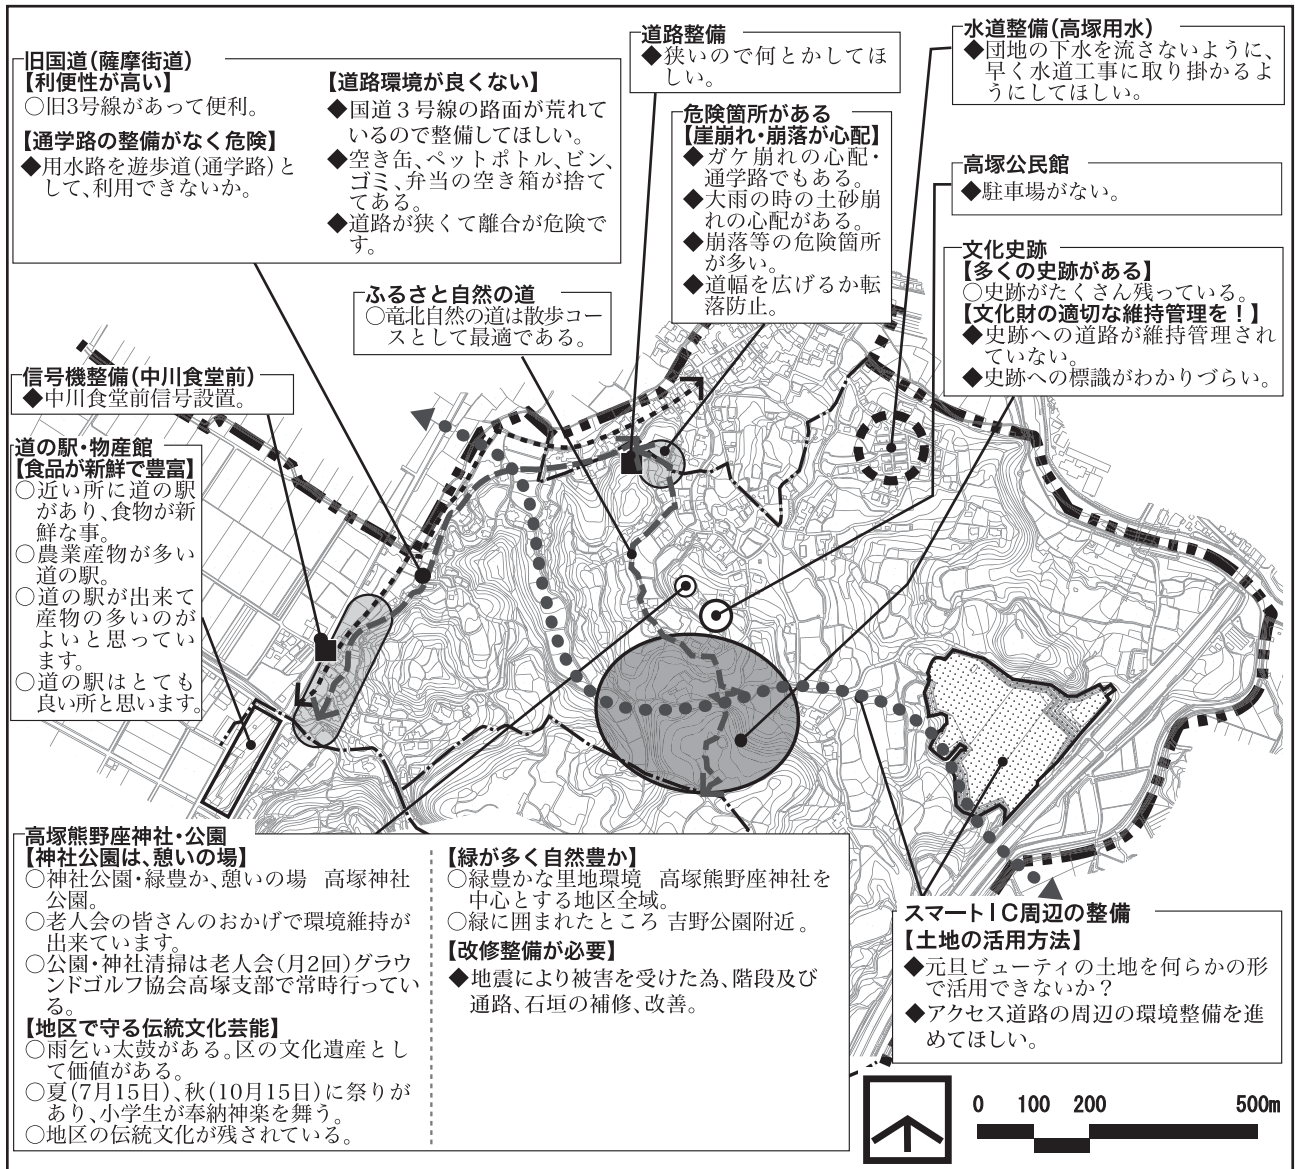 旧国道(薩摩街道)
【利便性が高い】
○旧3号線があって便利。
【通学路の整備がなく危険】
◆用水路を遊歩道(通学路)と
して、利用できないか。
【道路環境が良くない】
◆国道3号線の路面が荒れて
いるので整備してほしい。
◆空き缶、ペットボトル、ビン、
ゴミ、弁当の空き箱が捨て
てある。
◆道路が狭くて離合が危険で
す。
道路整備
◆狭いので何とかしてほ
しい。
水道整備(高塚用水)
◆団地の下水を流さないように、
早く水道工事に取り掛かるよ
うにしてほしい。
危険箇所がある
【崖崩れ・崩落が心配】
◆ガケ崩れの心配・
通学路でもある。
◆大雨の時の土砂崩
れの心配がある。
◆崩落等の危険箇所
が多い。
◆道幅を広げるか転
落防止。
高塚公民館
◆駐車場がない。
文化史跡
【多くの史跡がある】
○史跡がたくさん残っている。
【文化財の適切な維持管理を!】
◆史跡への道路が維持管理され
ていない。
◆史跡への標識がわかりづらい。
ふるさと自然の道
○竜北自然の道は散歩コー
スとして最適である。
信号機整備(中川食堂前)
◆中川食堂前信号設置。
道の駅・物産館
【食品が新鮮で豊富】
○近い所に道の駅
があり、食物が新
鮮な事。
○農業産物が多い
道の駅。
○道の駅が出来て
産物の多いのが
よいと思ってい
ます。
○道の駅はとても
良い所と思います。
高塚熊野座神社・公園
【神社公園は、憩いの場】
○神社公園・緑豊か、憩いの場 高塚神社
公園。
○老人会の皆さんのおかげで環境維持が
出来ています。
○公園・神社清掃は老人会(月2回)グラウ
ンドゴルフ協会高塚支部で常時行ってい
る。
【地区で守る伝統文化芸能】
○雨乞い太鼓がある。区の文化遺産とし
て価値がある。
○夏(7月15日)、秋(10月15日)に祭りが
あり、小学生が奉納神楽を舞う。
○地区の伝統文化が残されている。
【緑が多く自然豊か】
○緑豊かな里地環境 高塚熊野座神社を
中心とする地区全域。
○緑に囲まれたところ 吉野公園附近。
【改修整備が必要】
◆地震により被害を受けた為、階段及び
通路、石垣の補修、改善。
スマートIC周辺の整備
【土地の活用方法】
◆元旦ビューティの土地を何らかの形
で活用できないか?
◆アクセス道路の周辺の環境整備を進
めてほしい。
0 100 200 500m